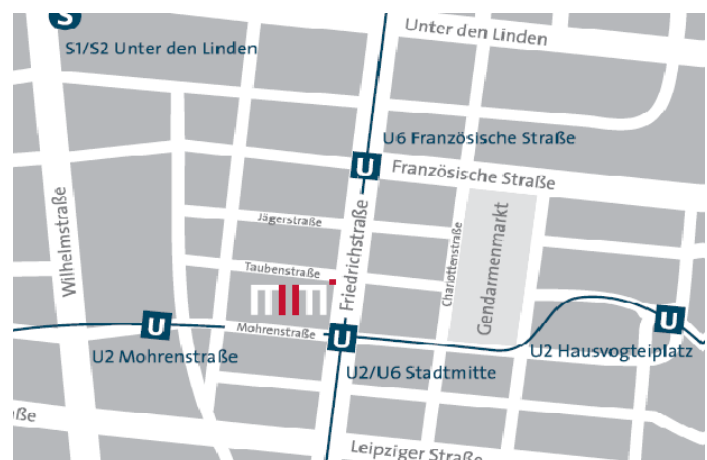 S
S1/S2 Unter den Linden
Unter den Linden
U6 Französische Straße
U
Französische Straße
Wilhelmstraße
Jägerstraße
Friedrichstraße
Charlottenstraße
Gendarmenmarkt
Taubenstraße
U
Mohrenstraße
U
U
U2 Mohrenstraße
U2/U6 Stadtmitte
U2 Hausvogteiplatz
ße
Leipziger Straße